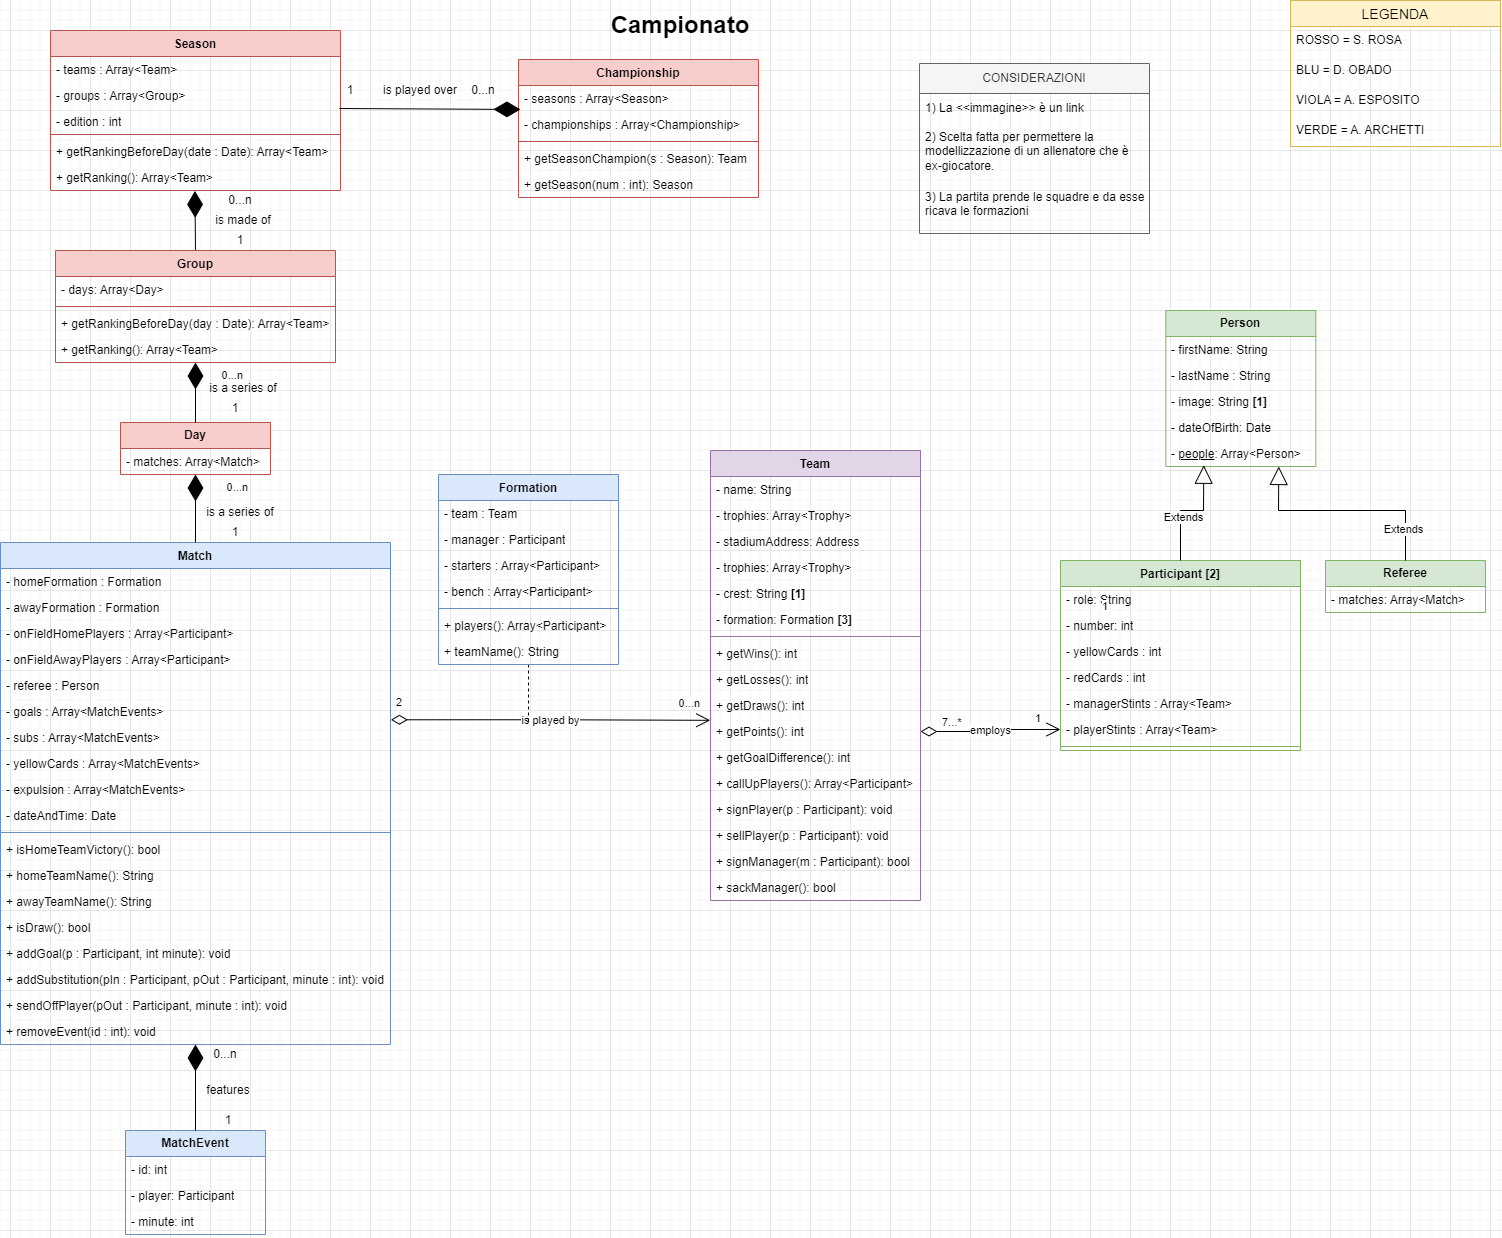 Campionato
LEGENDA
ROSSO = S. ROSA
BLU = D. OBADO
VIOLA = A. ESPOSITO
VERDE = A. ARCHETTI
Season
- teams : Array<Team>
- groups : Array<Group>
- edition : int
+ getRankingBeforeDay(date : Date): Array<Team>
+ getRanking(): Array<Team>
1
is played over
0...n
Championship
- seasons : Array<Season>
- championships : Array<Championship>
+ getSeasonChampion(s : Season): Team
+ getSeason(num : int): Season
CONSIDERAZIONI
1) La <<immagine>> è un link
2) Scelta fatta per permettere la
modellizzazione di un allenatore che è
ex-giocatore.
3) La partita prende le squadre e da esse
ricava le formazioni
0...n
is made of
1
Group
- days: Array<Day>
+ getRankingBeforeDay(day : Date): Array<Team>
+ getRanking(): Array<Team>
0...n
is a series of
1
Day
- matches: Array<Match>
0...n
is a series of
1
Match
- homeFormation : Formation
- awayFormation : Formation
- onFieldHomePlayers : Array<Participant>
- onFieldAwayPlayers : Array<Participant>
- referee : Person
- goals : Array<MatchEvents>
- subs : Array<MatchEvents>
- yellowCards : Array<MatchEvents>
- expulsion : Array<MatchEvents>
- dateAndTime: Date
+ isHomeTeamVictory(): bool
+ homeTeamName(): String
+ awayTeamName(): String
+ isDraw(): bool
+ addGoal(p : Participant, int minute): void
+ addSubstitution(pIn : Participant, pOut : Participant, minute : int): void
+ sendOffPlayer(pOut : Participant, minute : int): void
+ removeEvent(id : int): void
0...n
features
1
MatchEvent
- id: int
- player: Participant
- minute: int
Formation
- team : Team
- manager : Participant
- starters : Array<Participant>
- bench : Array<Participant>
+ players(): Array<Participant>
+ teamName(): String
2
is played by
0...n
Team
- name: String
- trophies: Array<Trophy>
- stadiumAddress: Address
- trophies: Array<Trophy>
- crest: String [1]
- formation: Formation [3]
+ getWins(): int
+ getLosses(): int
+ getDraws(): int
+ getPoints(): int
+ getGoalDifference(): int
+ callUpPlayers(): Array<Participant>
+ signPlayer(p : Participant): void
+ sellPlayer(p : Participant): void
+ signManager(m : Participant): bool
+ sackManager(): bool
7...*
employs
1
Person
- firstName: String
- lastName : String
- image: String [1]
- dateOfBirth: Date
- people: Array<Person>
Extends
Extends
Participant [2]
- role: String
1
- number: int
- yellowCards : int
- redCards : int
- managerStints : Array<Team>
- playerStints : Array<Team>
Referee
- matches: Array<Match>